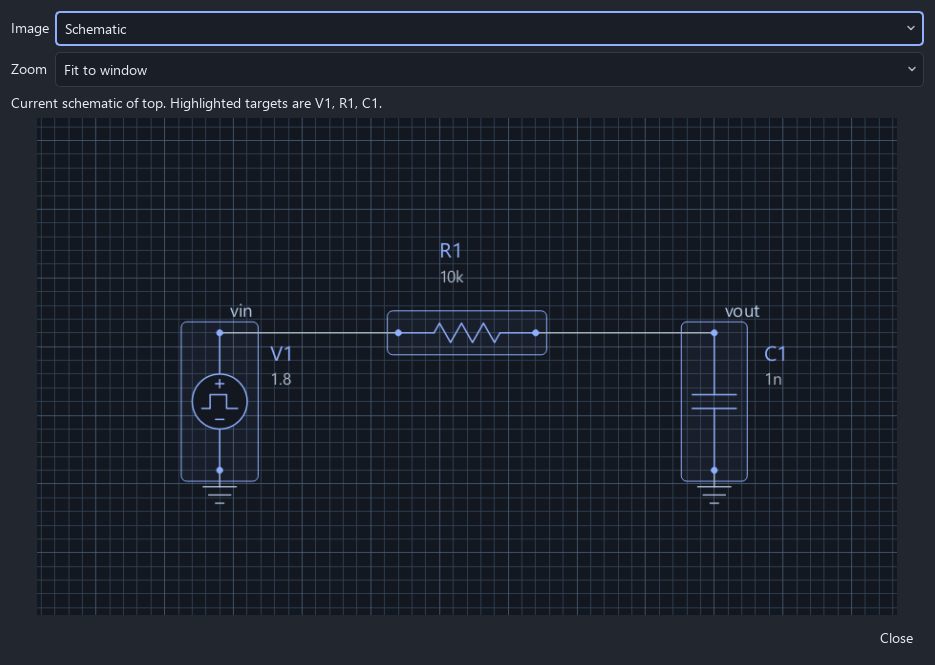 Image Schematic
Zoom Fit to window
Current schematic of top. Highlighted targets are V1, R1, C1.
R1
10k
vin
vout
V1
1.8
C1
1n
+
−
Close